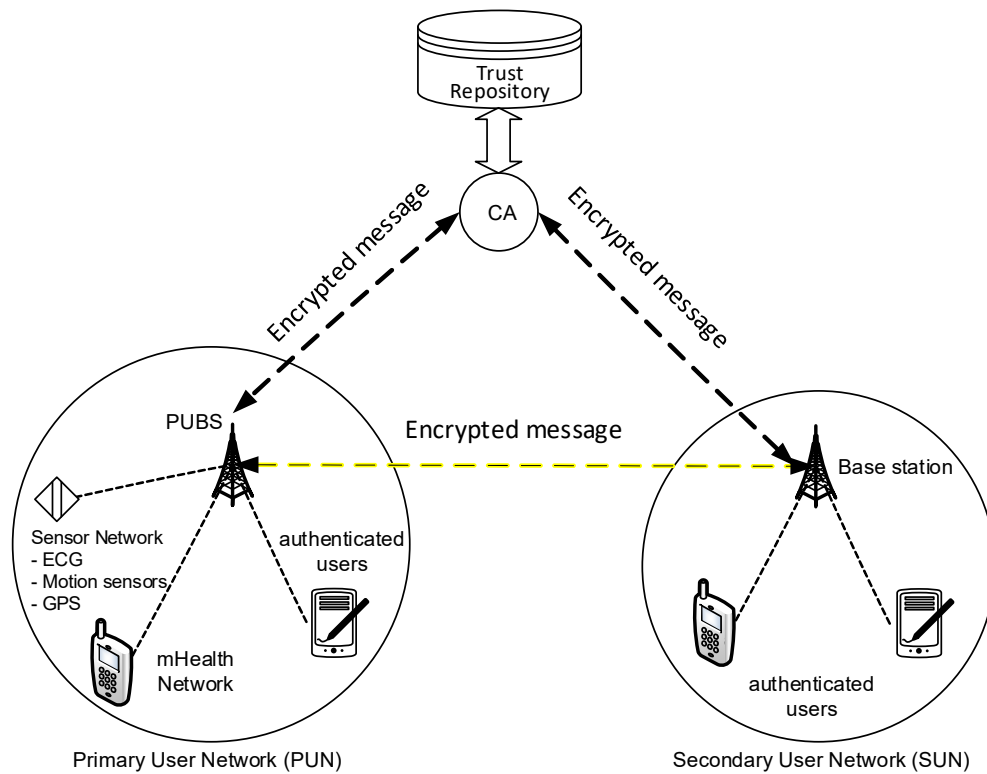 Trust
Repository
CA
Encrypted message
Encrypted message
PUBS
Encrypted message
Base station
Sensor Network
- ECG
- Motion sensors
- GPS
authenticated
users
mHealth
Network
authenticated
users
Primary User Network (PUN)
Secondary User Network (SUN)